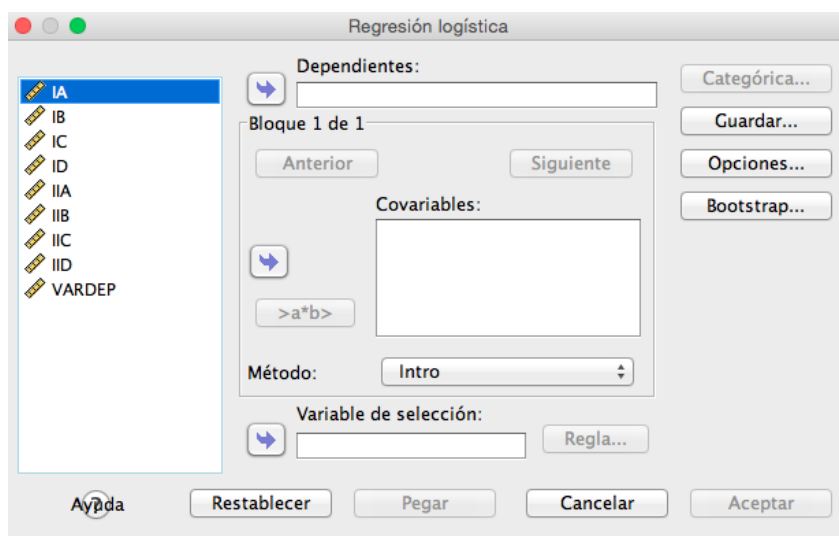 Regresión logística
IA
IB
IC
ID
IIA
IIB
IIC
IID
VARDEP
Dependientes:
Bloque 1 de 1
Anterior
Siguiente
Covariables:
>a*b>
Método:
Intro
Variable de selección:
Regla...
Categórica...
Guardar...
Opciones...
Bootstrap...
Ayuda
?
Restablecer
Pegar
Cancelar
Aceptar